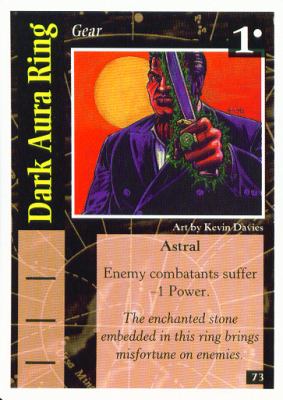 Dark Aura Ring
Gear
1•
Art by Kevin Davies
Astral
Enemy combatants suffer
–1 Power.
The enchanted stone
embedded in this ring brings
misfortune on enemies.
73